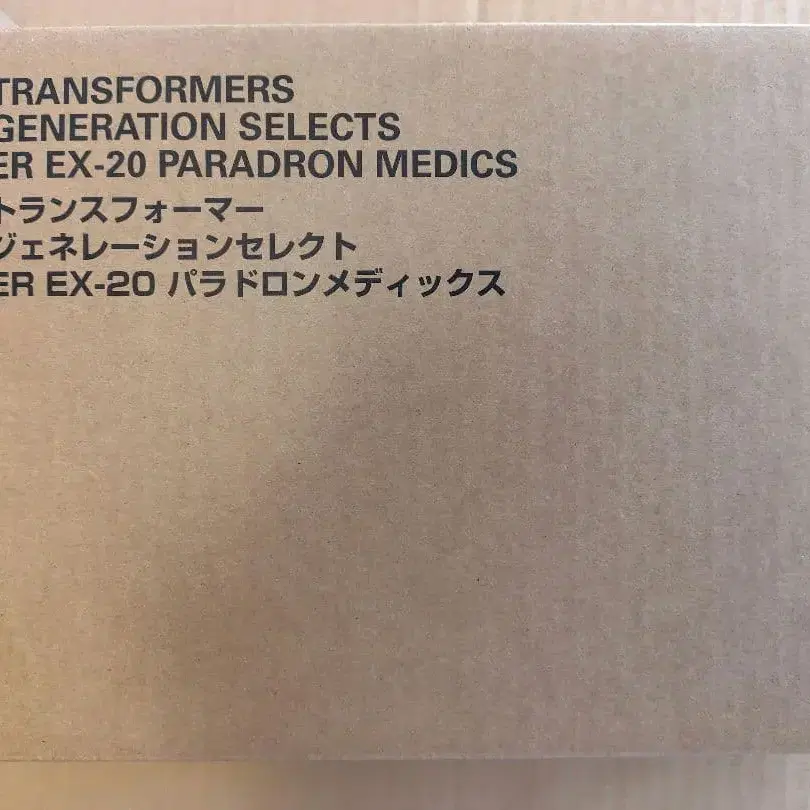 TRANSFORMERS
GENERATION SELECTS
ER EX-20 PARADRON MEDICS
トランスフォーマー
ジェネレーションセレクト
ER EX-20 パラドロンメディックス